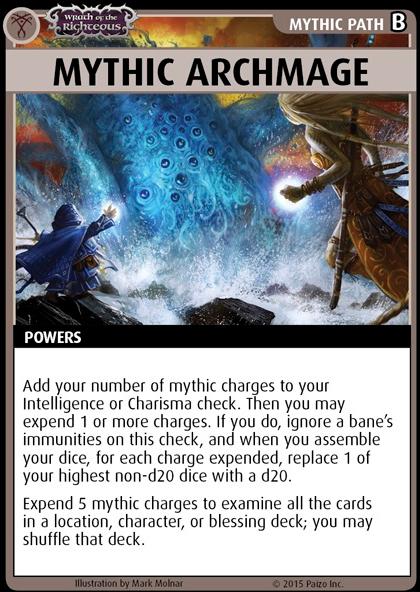 Wrath of the
Righteous
MYTHIC PATH B
MYTHIC ARCHMAGE
POWERS
Add your number of mythic charges to your
Intelligence or Charisma check. Then you may
expend 1 or more charges. If you do, ignore a bane’s
immunities on this check, and when you assemble
your dice, for each charge expended, replace 1 of
your highest non-d20 dice with a d20.
Expend 5 mythic charges to examine all the cards
in a location, character, or blessing deck; you may
shuffle that deck.
Illustration by Mark Molnar © 2015 Paizo Inc.